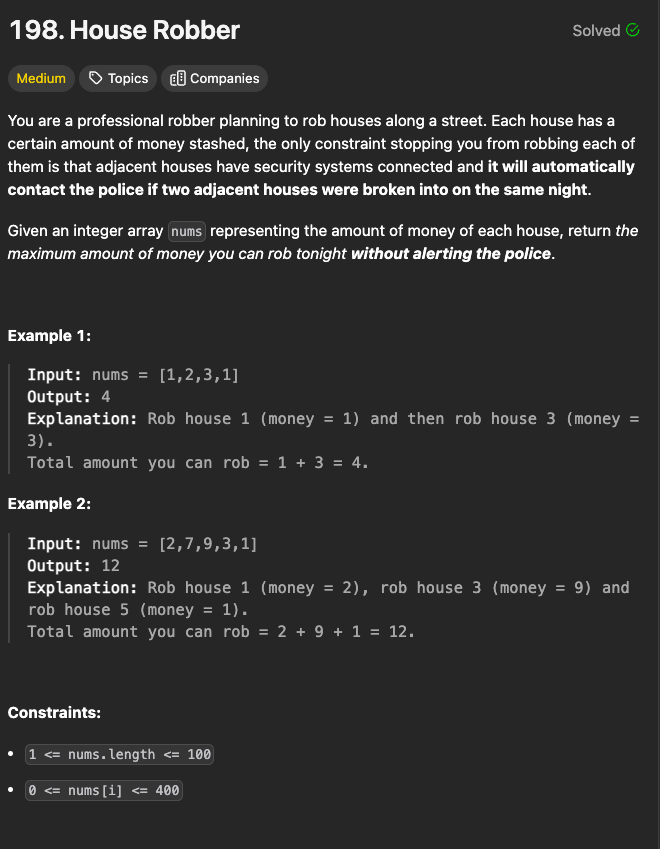 198. House Robber
Solved
Medium
Topics
Companies
You are a professional robber planning to rob houses along a street. Each house has a
certain amount of money stashed, the only constraint stopping you from robbing each of
them is that adjacent houses have security systems connected and it will automatically
contact the police if two adjacent houses were broken into on the same night.
Given an integer array nums representing the amount of money of each house, return the
maximum amount of money you can rob tonight without alerting the police.
Example 1:
Input: nums = [1,2,3,1]
Output: 4
Explanation: Rob house 1 (money = 1) and then rob house 3 (money =
3).
Total amount you can rob = 1 + 3 = 4.
Example 2:
Input: nums = [2,7,9,3,1]
Output: 12
Explanation: Rob house 1 (money = 2), rob house 3 (money = 9) and
rob house 5 (money = 1).
Total amount you can rob = 2 + 9 + 1 = 12.
Constraints:
• 1 <= nums.length <= 100
• 0 <= nums[i] <= 400